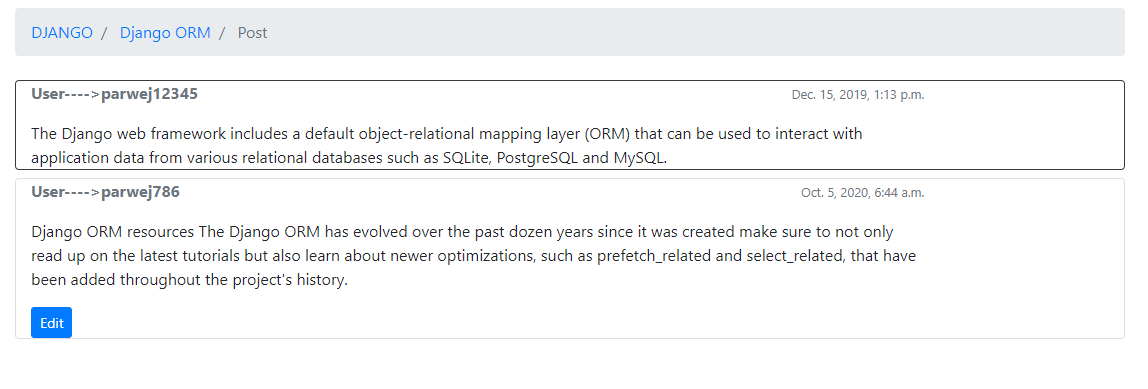 DJANGO / Django ORM / Post
User---->parwej12345 Dec. 15, 2019, 1:13 p.m.
The Django web framework includes a default object-relational mapping layer (ORM) that can be used to interact with
application data from various relational databases such as SQLite, PostgreSQL and MySQL.
User---->parwej786 Oct. 5, 2020, 6:44 a.m.
Django ORM resources The Django ORM has evolved over the past dozen years since it was created make sure to not only
read up on the latest tutorials but also learn about newer optimizations, such as prefetch_related and select_related, that have
been added throughout the project's history.
Edit